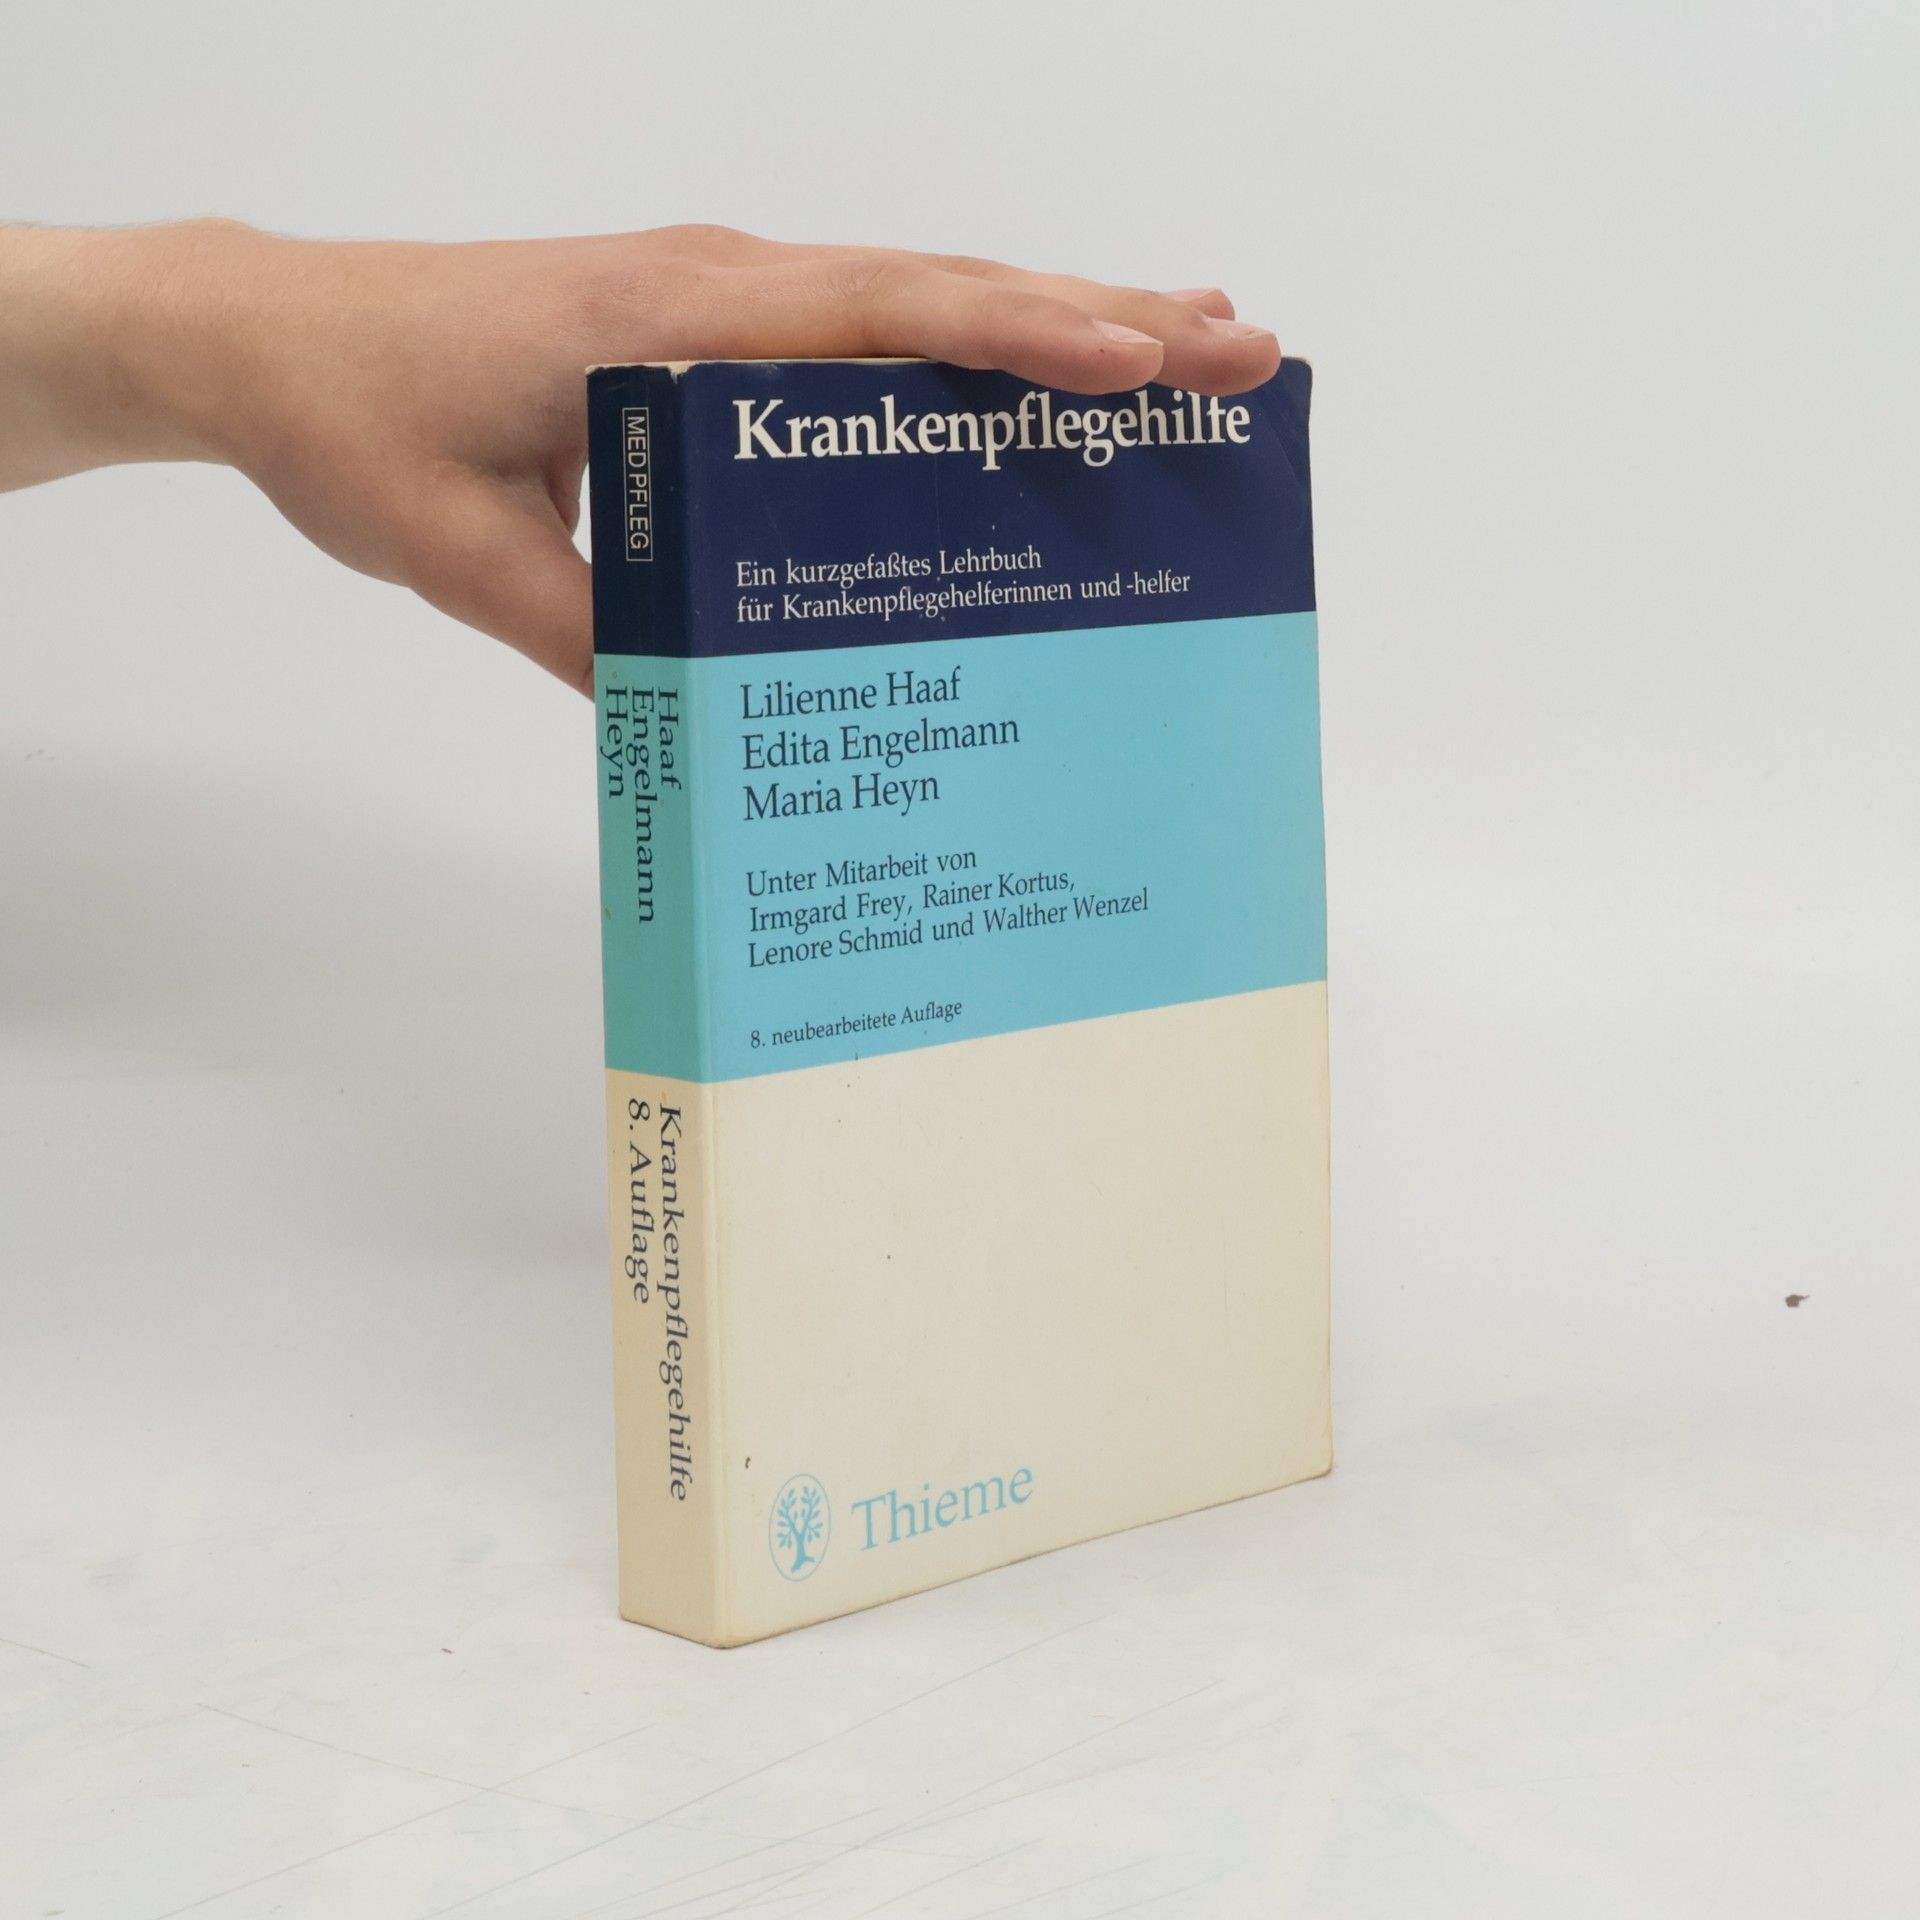 Krankenpflegehilfe
Ein kurzgefaßtes Lehrbuch
für Krankenpflegehelferinnen und -helfer
Lilienne Haaf
Edita Engelmann
Maria Heyn
Unter Mitarbeit von
Irmgard Frey, Rainer Kortus,
Lenore Schmid und Walther Wenzel
8. neubearbeitete Auflage
Thieme
MED PFLEG
Haaf
Engelmann
Heyn
Krankenpflegehilfe
8. Auflage